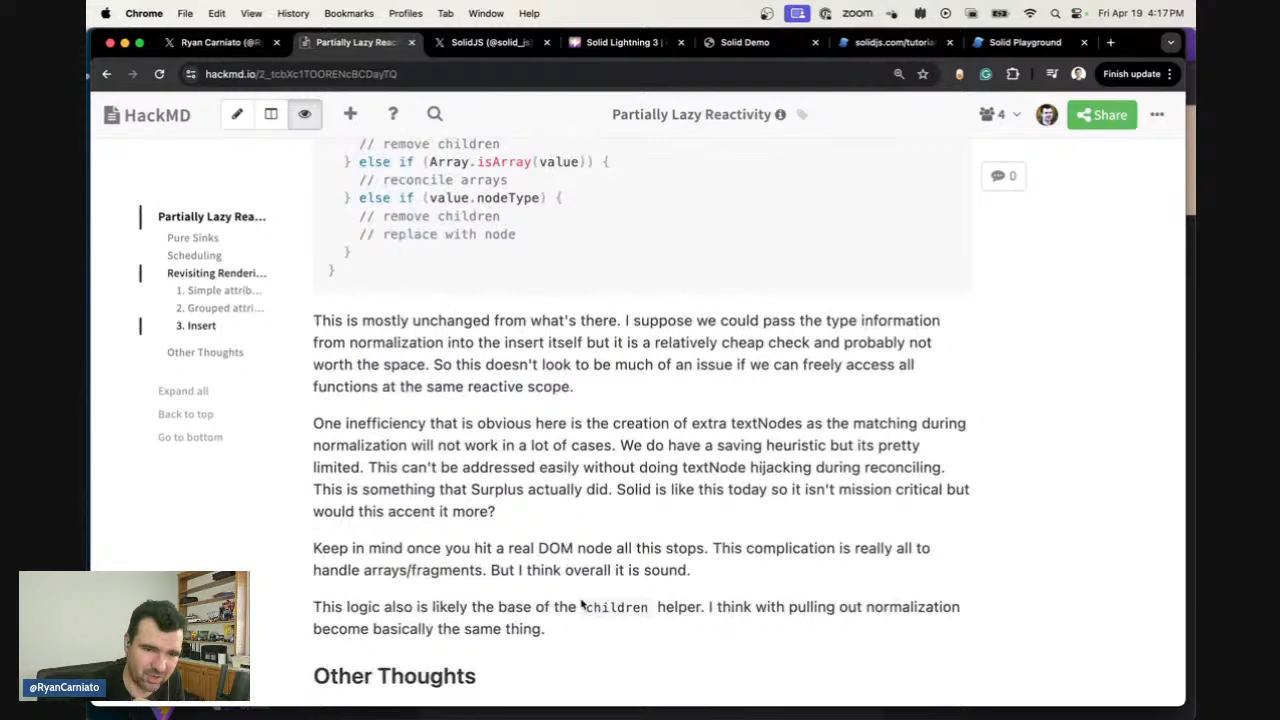 Chrome File Edit View History Bookmarks Profiles Tab Window Help zoom Fri Apr 19 4:17 PM
Ryan Carniato (@R Partially Lazy Reac SolidJS (@solid_js Solid Lightning 3 | Solid Demo solidjs.com/tutoria Solid Playground
hackmd.io/2_tcbXc1TOORENcBCDayTQ Finish update
HackMD Partially Lazy Reactivity 4 Share
// remove children
} else if (Array.isArray(value)) {
// reconcile arrays
} else if (value.nodeType) {
// remove children
// replace with node
}
}
0
Partially Lazy Rea...
Pure Sinks
Scheduling
Revisiting Renderi...
1. Simple attrib...
2. Grouped attri...
3. Insert
Other Thoughts
Expand all
Back to top
Go to bottom
This is mostly unchanged from what's there. I suppose we could pass the type information
from normalization into the insert itself but it is a relatively cheap check and probably not
worth the space. So this doesn't look to be much of an issue if we can freely access all
functions at the same reactive scope.
One inefficiency that is obvious here is the creation of extra textNodes as the matching during
normalization will not work in a lot of cases. We do have a saving heuristic but its pretty
limited. This can't be addressed easily without doing textNode hijacking during reconciling.
This is something that Surplus actually did. Solid is like this today so it isn't mission critical but
would this accent it more?
Keep in mind once you hit a real DOM node all this stops. This complication is really all to
handle arrays/fragments. But I think overall it is sound.
This logic also is likely the base of the children helper. I think with pulling out normalization
become basically the same thing.
Other Thoughts
@RyanCarniato